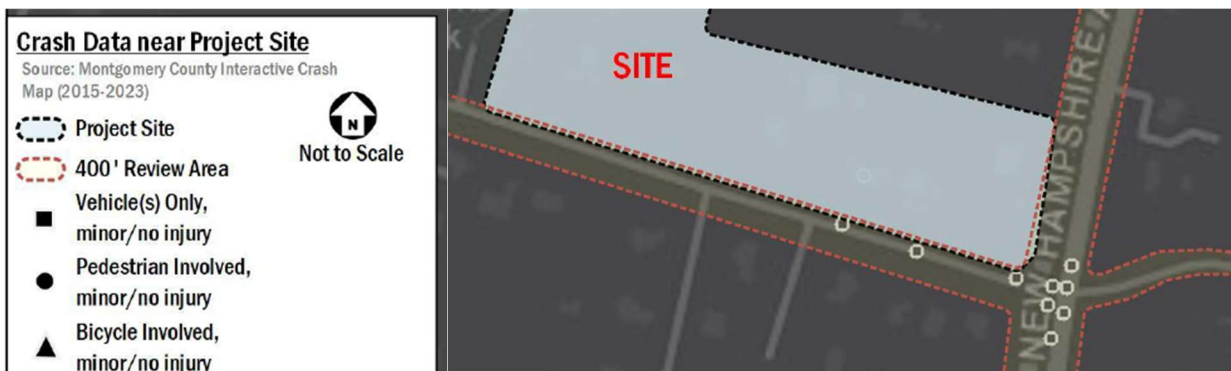 Crash Data near Project Site
Source: Montgomery County Interactive Crash
Map (2015-2023)
Project Site
N
Not to Scale
400' Review Area
Vehicle(s) Only,
minor/no injury
Pedestrian Involved,
minor/no injury
Bicycle Involved,
minor/no injury
SITE
NEW HAMPSHIRE A